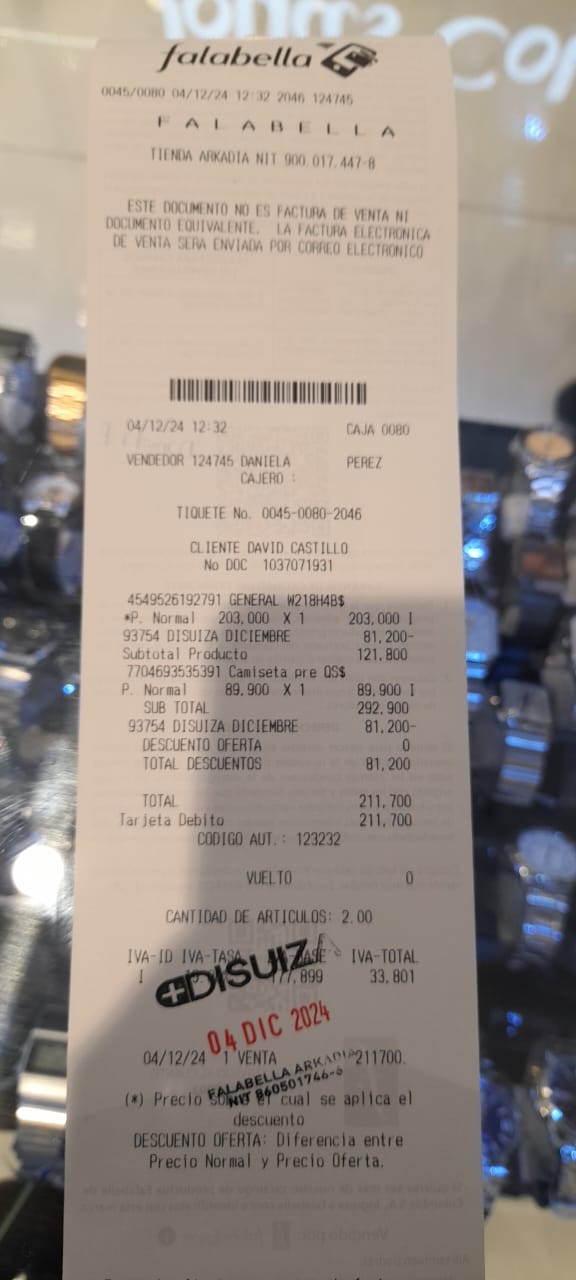 falabella
0045/0080 04/12/24 12:32 2046 124745
F A L A B E L L A
TIENDA ARKADIA NIT 900.017.447-8
ESTE DOCUMENTO NO ES FACTURA DE VENTA NI
DOCUMENTO EQUIVALENTE. LA FACTURA ELECTRONICA
DE VENTA SERA ENVIADA POR CORREO ELECTRONICO
04/12/24 12:32 CAJA 0080
VENDEDOR 124745 DANIELA PEREZ
CAJERO :
TIQUETE No. 0045-0080-2046
CLIENTE DAVID CASTILLO
No DOC 1037071931
4549526192791 GENERAL W218H4B$
*P. Normal 203,000 X 1 203,000 I
93754 DISUIZA DICIEMBRE 81,200-
Subtotal Producto 121,800
7704693535391 Camiseta pre QS$
P. Normal 89,900 X 1 89,900 I
SUB TOTAL 292,900
93754 DISUIZA DICIEMBRE 81,200-
DESCUENTO OFERTA 0
TOTAL DESCUENTOS 81,200
TOTAL 211,700
Tarjeta Debito 211,700
CODIGO AUT.: 123232
VUELTO 0
CANTIDAD DE ARTICULOS: 2.00
IVA-ID IVA-TASA IVA-TOTAL
I 177,899 33,801
DISUIZA
04 DIC 2024
04/12/24 1 VENTA 211700.
FALABELLA ARKADIA
NIT 860501746-6
(*) Precio sobre el cual se aplica el
descuento
DESCUENTO OFERTA: Diferencia entre
Precio Normal y Precio Oferta.